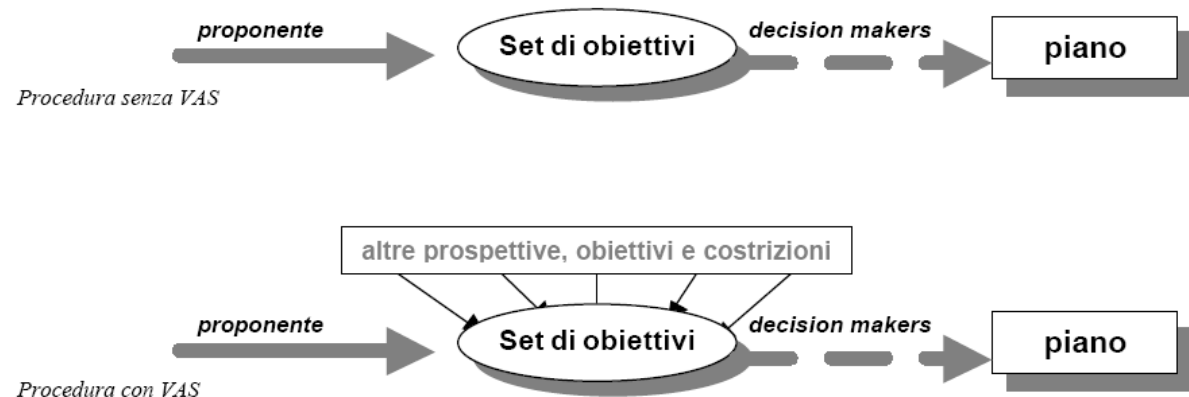 proponente
Set di obiettivi
decision makers
piano
Procedura senza VAS
altre prospettive, obiettivi e costrizioni
proponente
Set di obiettivi
decision makers
piano
Procedura con VAS